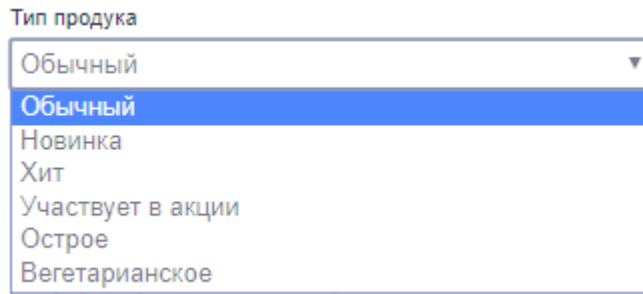 Тип продука
Обычный
Обычный
Новинка
Хит
Участвует в акции
Острое
Вегетарианское